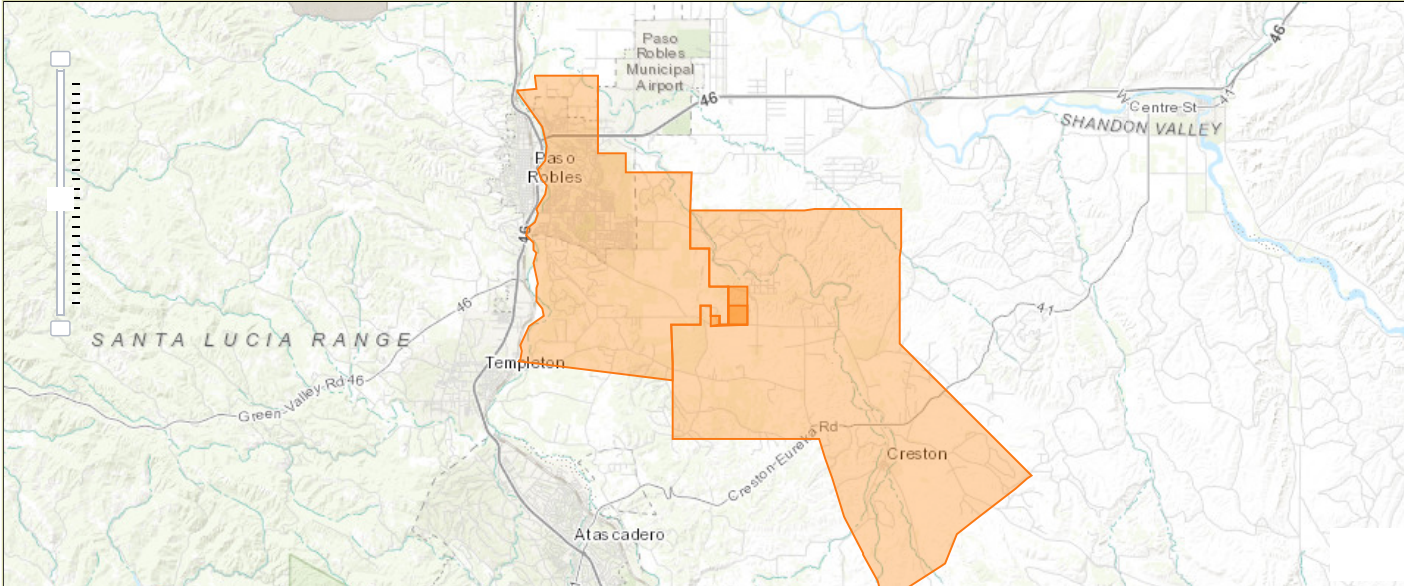 46
Paso
Robles
Municipal
Airport
46
W
Centre St
41
SHANDON VALLEY
Paso
Robles
46
46
41
SANTA LUCIA RANGE
Templeton
Green-Valley Rd 46
Rd
Creston-Eureka
Creston
Atascadero